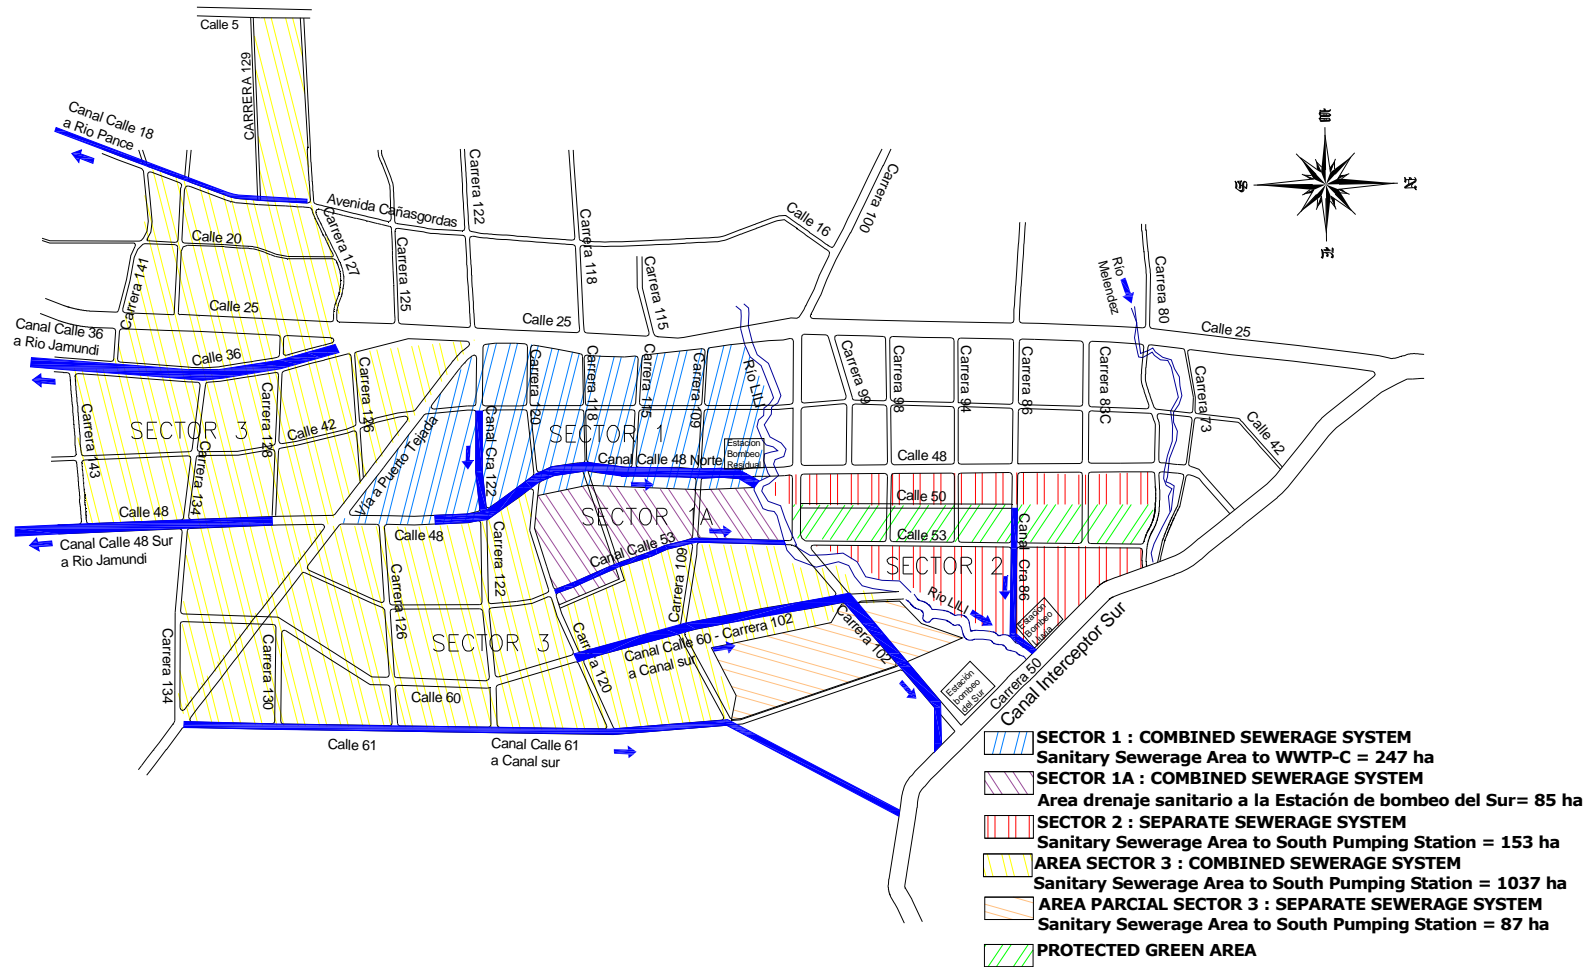 Calle 5
CARRERA 129
Canal Calle 18
a Rio Pance
Avenida Cañasgordas
Carrera 122
Carrera 118
Calle 16
Carrera 100
Calle 20
Carrera 127
Carrera 125
Carrera 141
Carrera 115
Río
Melendez
Carrera 80
Calle 25
Calle 25
Calle 25
Canal Calle 36
a Rio Jamundi
Calle 36
Carrera 120
Carrera 118
Carrera 115
Carrera 109
Río LILI
Carrera 99
Carrera 98
Carrera 94
Carrera 86
Carrera 83C
Carrera 73
Calle 42
Carrera 143
SECTOR 3
Carrera 134
Carrera 128
Calle 42
Carrera 126
Vía a Puerto Tejada
Canal Cra 122
SECTOR 1
Canal Calle 48 Norte
Estacion
Bombeo
Residual
Calle 48
Calle 50
Calle 53
Calle 48
Canal Calle 48 Sur
a Rio Jamundi
Calle 48
SECTOR 1A
Canal Calle 53
Carrera 109
SECTOR 2
Canal Cra 86
Río LILI
Estacion
Bombeo
Lluvia
Carrera 122
Carrera 126
SECTOR 3
Carrera 134
Carrera 130
Carrera 120
Canal Calle 60 - Carrera 102
a Canal sur
Carrera 102
Calle 60
Estación
bombeo
del Sur
Carrera 50
Canal Interceptor Sur
Calle 61
Canal Calle 61
a Canal sur
W
S
N
E
SECTOR 1 : COMBINED SEWERAGE SYSTEM
Sanitary Sewerage Area to WWTP-C = 247 ha
SECTOR 1A : COMBINED SEWERAGE SYSTEM
Area drenaje sanitario a la Estación de bombeo del Sur= 85 ha
SECTOR 2 : SEPARATE SEWERAGE SYSTEM
Sanitary Sewerage Area to South Pumping Station = 153 ha
AREA SECTOR 3 : COMBINED SEWERAGE SYSTEM
Sanitary Sewerage Area to South Pumping Station = 1037 ha
AREA PARCIAL SECTOR 3 : SEPARATE SEWERAGE SYSTEM
Sanitary Sewerage Area to South Pumping Station = 87 ha
PROTECTED GREEN AREA